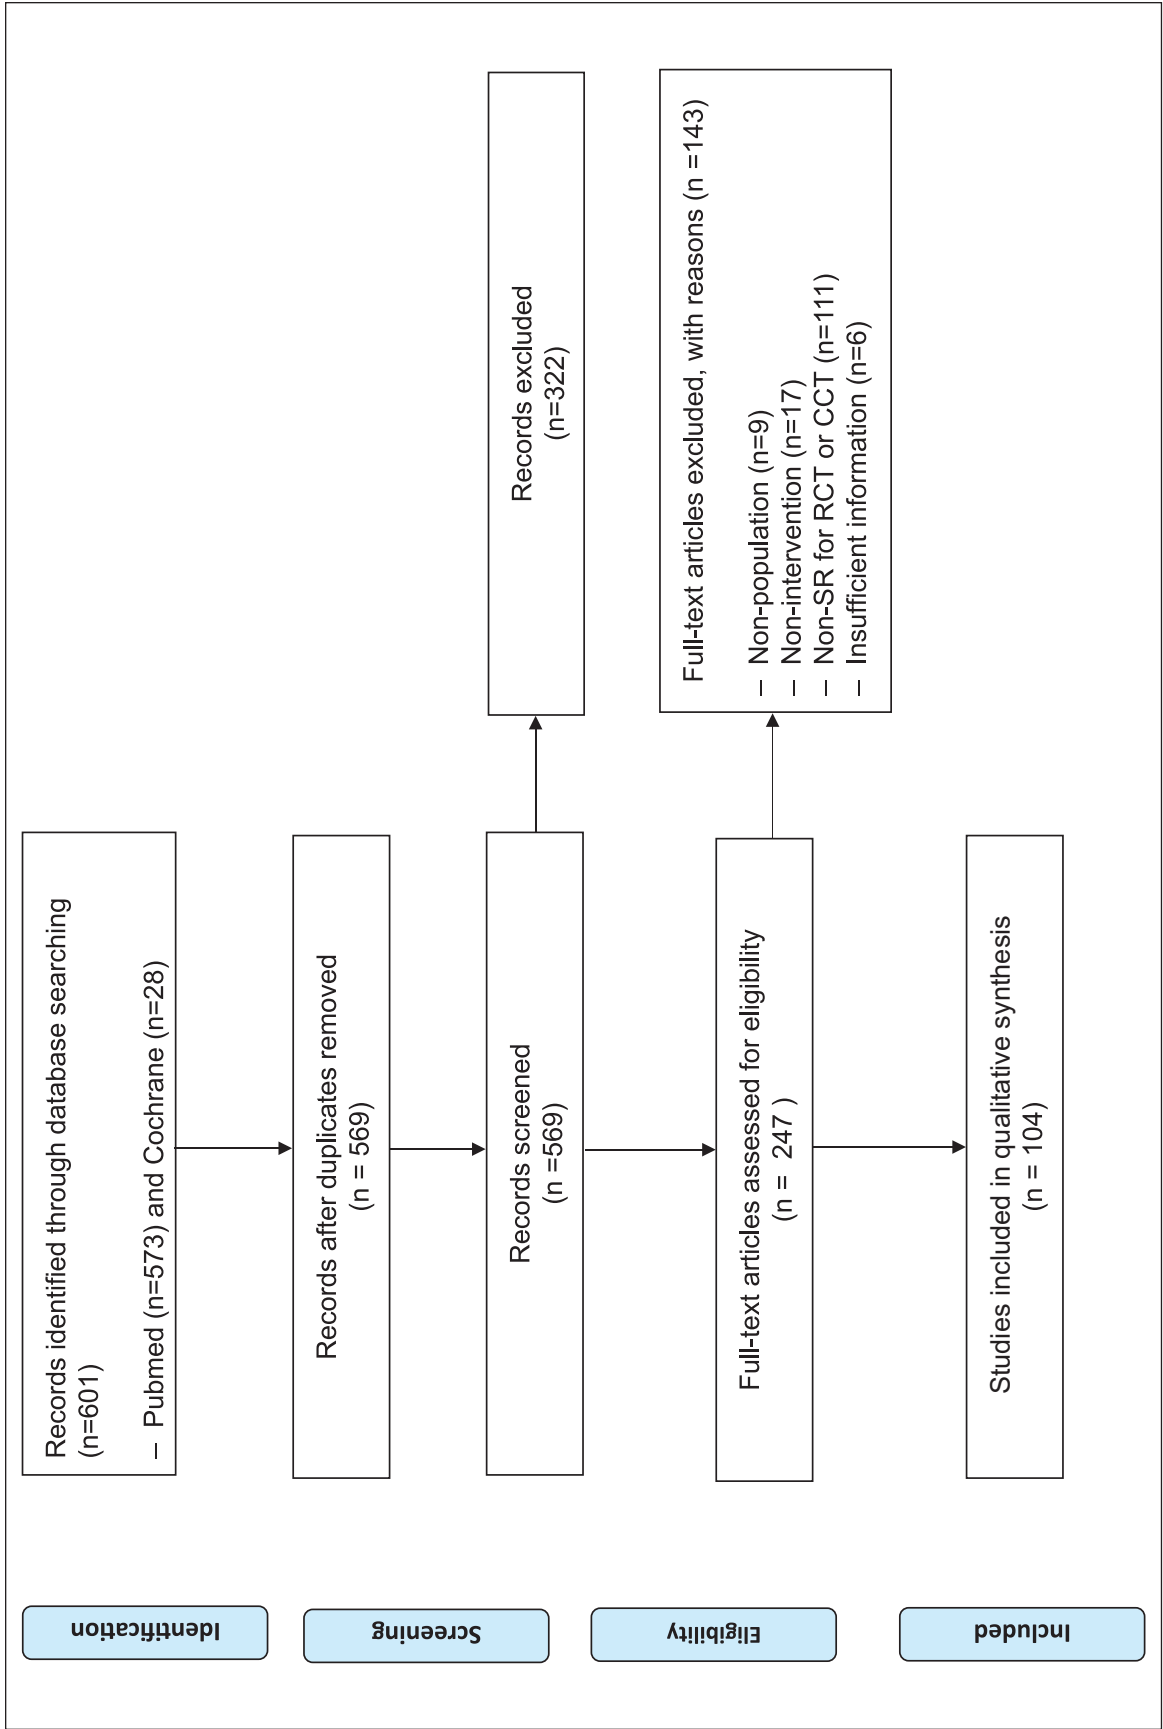 Identification
Records identified through database searching
(n=601)
– Pubmed (n=573) and Cochrane (n=28)
Screening
Records after duplicates removed
(n = 569)
Records screened
(n =569)
Records excluded
(n=322)
Eligibility
Full-text articles assessed for eligibility
(n = 247 )
Full-text articles excluded, with reasons (n =143)
– Non-population (n=9)
– Non-intervention (n=17)
– Non-SR for RCT or CCT (n=111)
– Insufficient information (n=6)
Included
Studies included in qualitative synthesis
(n = 104)